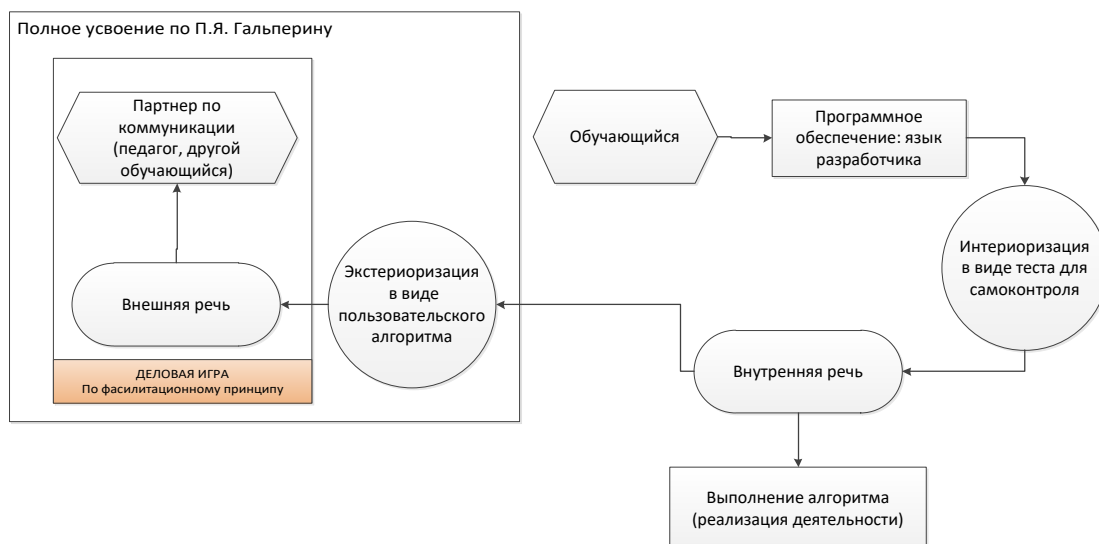 Полное усвоение по П.Я. Гальперину
Партнер по
коммуникации
(педагог, другой
обучающийся)
Внешняя речь
ДЕЛОВАЯ ИГРА
По фасилитационному принципу
Экстериоризация
в виде
пользовательского
алгоритма
Обучающийся
Программное
обеспечение: язык
разработчика
Интериоризация
в виде теста для
самоконтроля
Внутренняя речь
Выполнение алгоритма
(реализация деятельности)